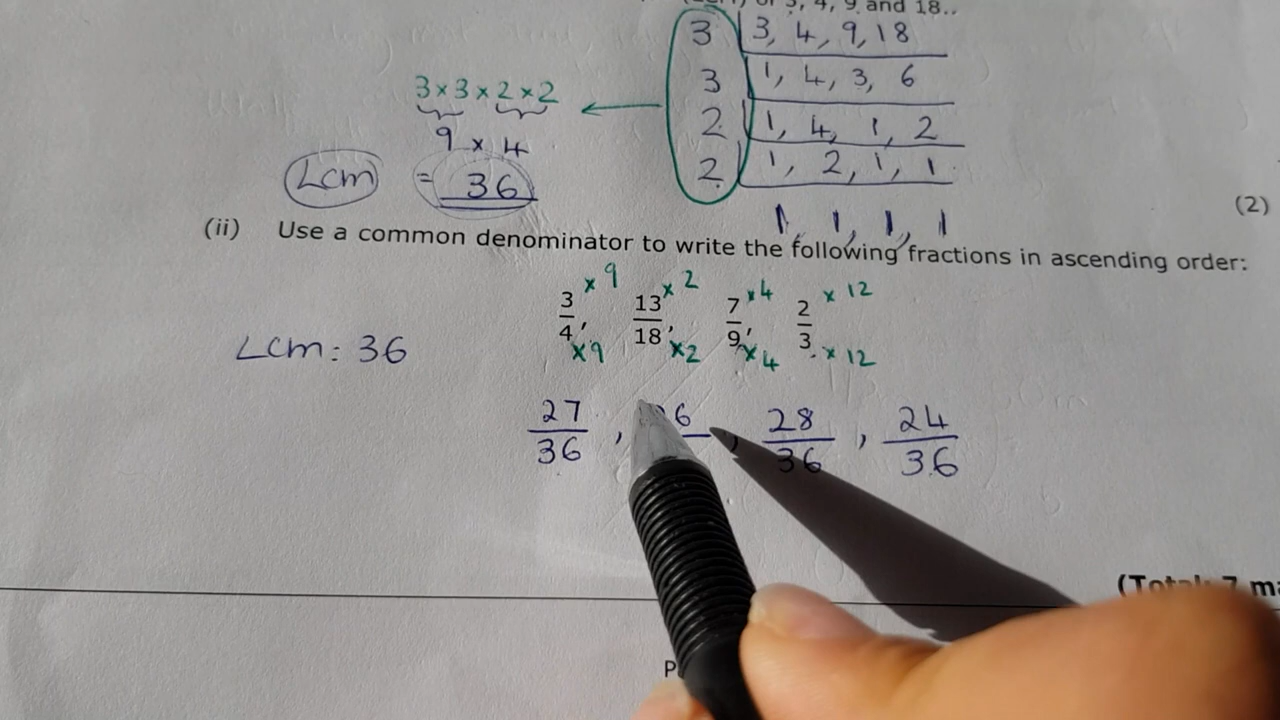 3, 4, 9 and 18..
3 3, 4, 9, 18
3 1, 4, 3, 6
3×3×2×2
2 1, 4, 1, 2
9 × 4
2 1, 2, 1, 1
Lcm = 36
1, 1, 1, 1
(2)
(ii) Use a common denominator to write the following fractions in ascending order:
×9 ×2 ×4 ×12
3/4, 13/18, 7/9, 2/3.
×9 ×2 ×4 ×12
Lcm: 36
27/36, 28/36, 24/36